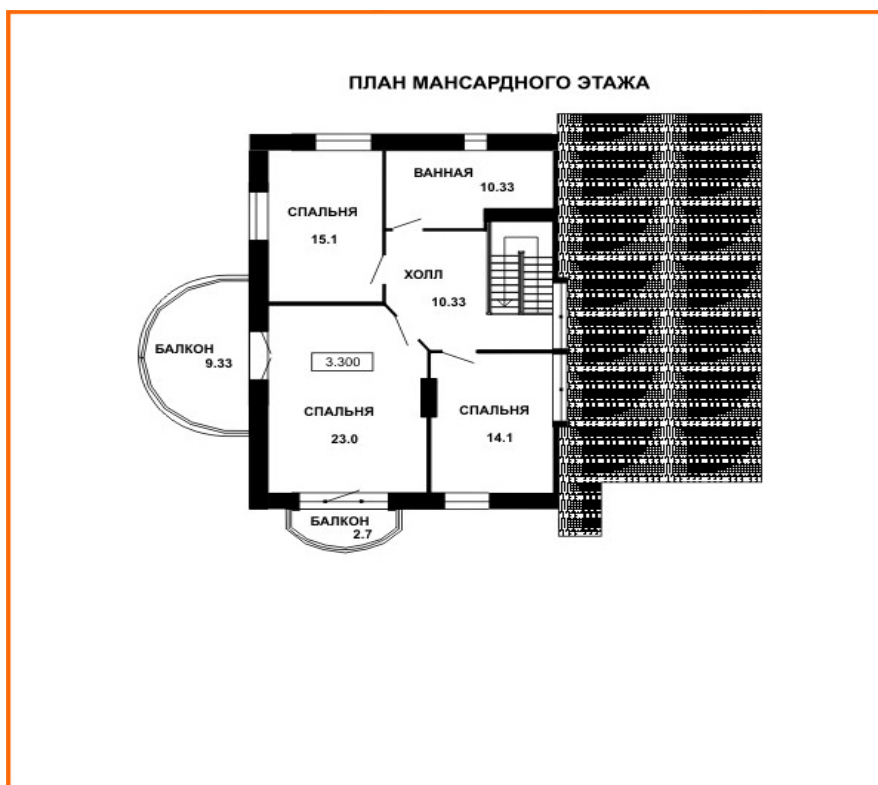 ПЛАН МАНСАРДНОГО ЭТАЖА
ВАННАЯ
10.33
СПАЛЬНЯ
15.1
ХОЛЛ
10.33
БАЛКОН
9.33
3.300
СПАЛЬНЯ
23.0
СПАЛЬНЯ
14.1
БАЛКОН
2.7